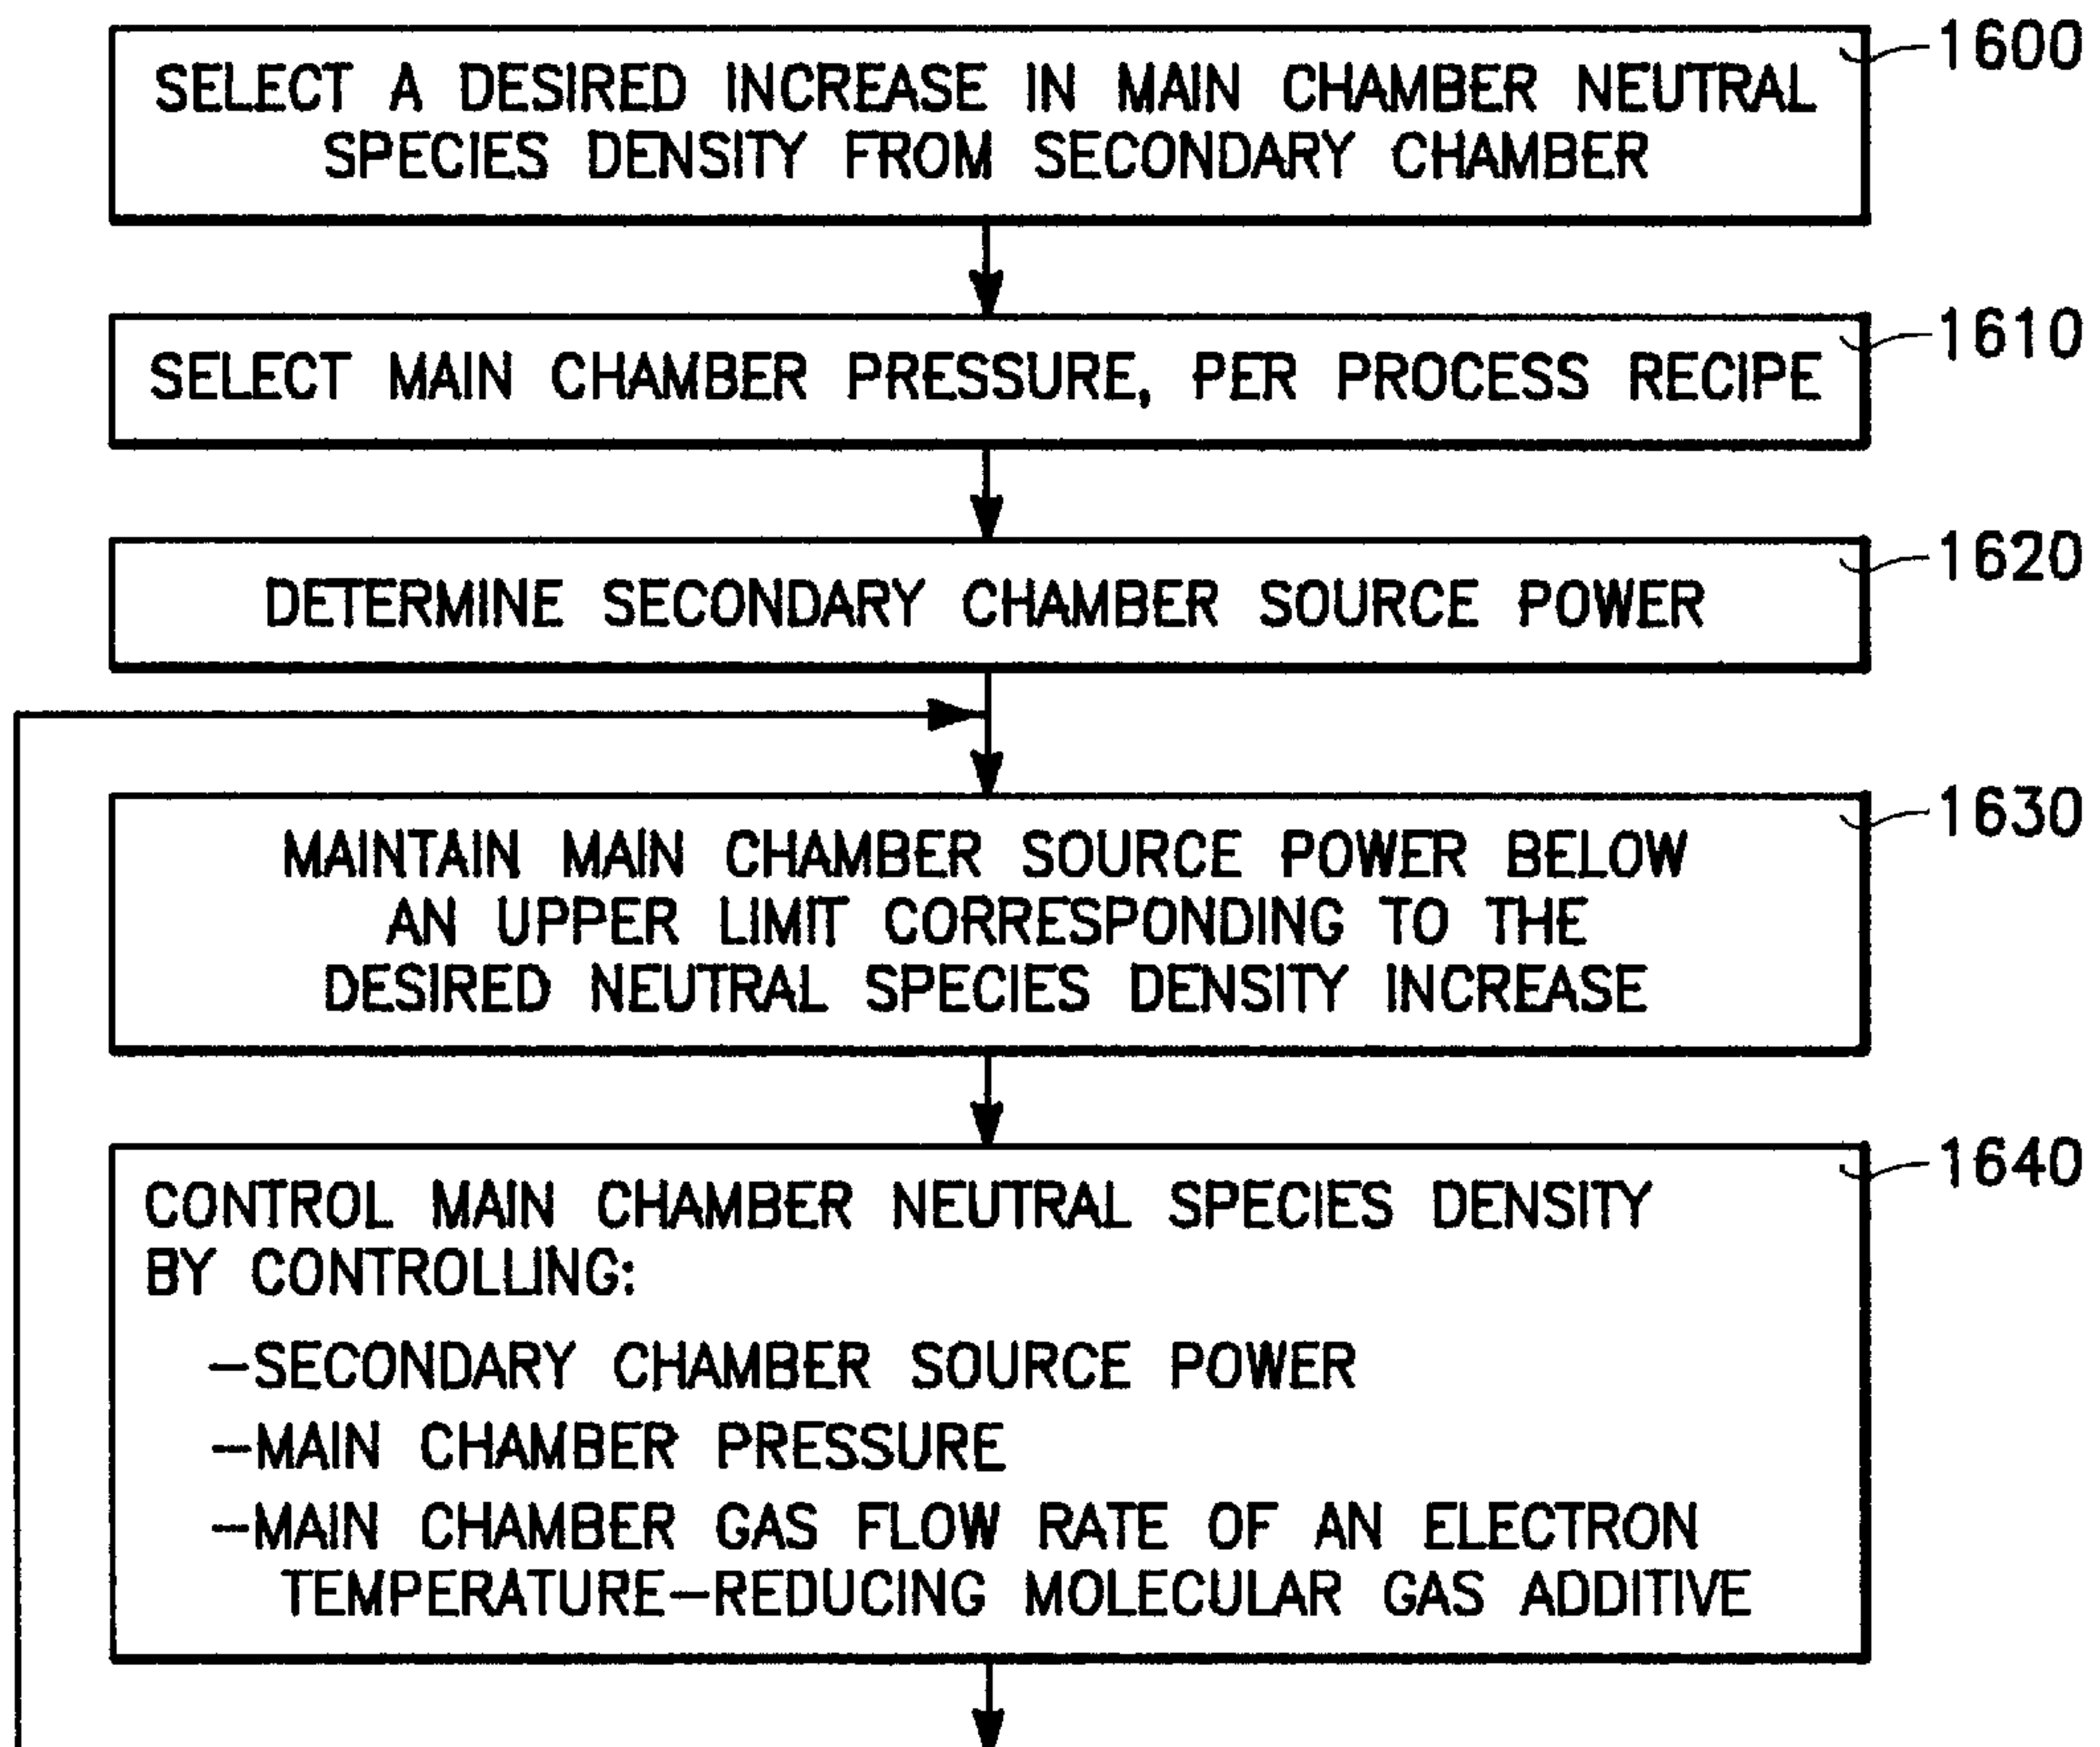 1600
SELECT A DESIRED INCREASE IN MAIN CHAMBER NEUTRAL
SPECIES DENSITY FROM SECONDARY CHAMBER
1610
SELECT MAIN CHAMBER PRESSURE, PER PROCESS RECIPE
1620
DETERMINE SECONDARY CHAMBER SOURCE POWER
1630
MAINTAIN MAIN CHAMBER SOURCE POWER BELOW
AN UPPER LIMIT CORRESPONDING TO THE
DESIRED NEUTRAL SPECIES DENSITY INCREASE
1640
CONTROL MAIN CHAMBER NEUTRAL SPECIES DENSITY
BY CONTROLLING:
-SECONDARY CHAMBER SOURCE POWER
-MAIN CHAMBER PRESSURE
-MAIN CHAMBER GAS FLOW RATE OF AN ELECTRON
TEMPERATURE-REDUCING MOLECULAR GAS ADDITIVE